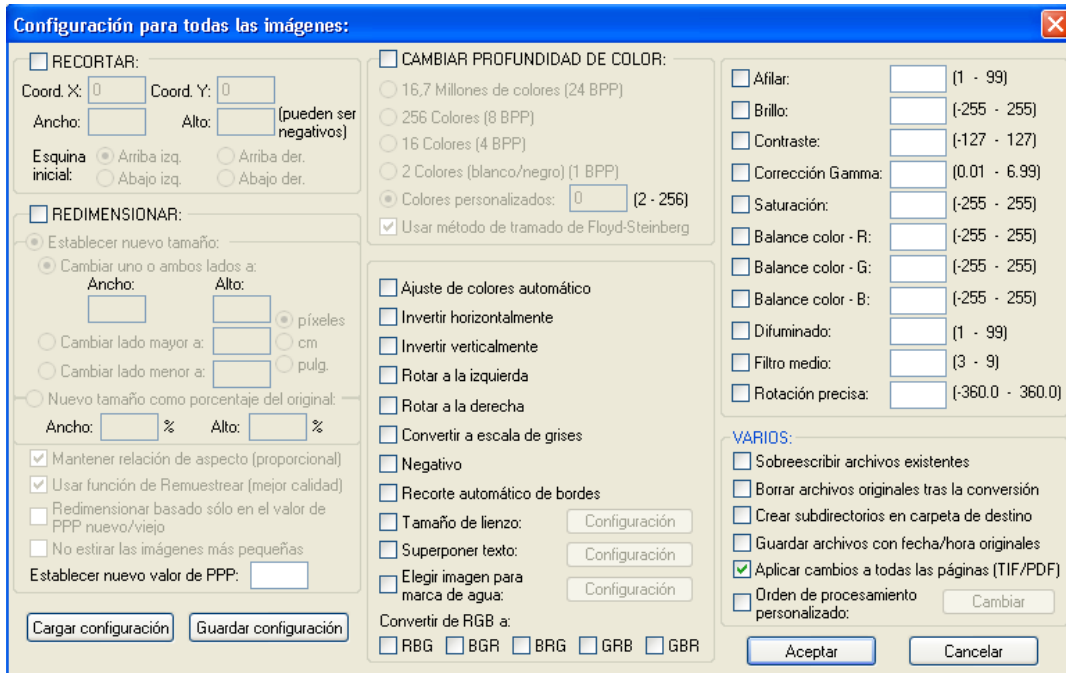 Configuración para todas las imágenes:
RECORTAR:
Coord. X: 0 Coord. Y: 0
Ancho: Alto: (pueden ser negativos)
Esquina inicial:
Arriba izq. Arriba der.
Abajo izq. Abajo der.
REDIMENSIONAR:
Establecer nuevo tamaño:
Cambiar uno o ambos lados a:
Ancho: Alto:
píxeles
Cambiar lado mayor a: cm
Cambiar lado menor a: pulg.
Nuevo tamaño como porcentaje del original:
Ancho: % Alto: %
Mantener relación de aspecto (proporcional)
Usar función de Remuestrear (mejor calidad)
Redimensionar basado sólo en el valor de
PPP nuevo/viejo
No estirar las imágenes más pequeñas
Establecer nuevo valor de PPP:
Cargar configuración Guardar configuración
CAMBIAR PROFUNDIDAD DE COLOR:
16,7 Millones de colores (24 BPP)
256 Colores (8 BPP)
16 Colores (4 BPP)
2 Colores (blanco/negro) (1 BPP)
Colores personalizados: 0 (2 - 256)
Usar método de tramado de Floyd-Steinberg
Ajuste de colores automático
Invertir horizontalmente
Invertir verticalmente
Rotar a la izquierda
Rotar a la derecha
Convertir a escala de grises
Negativo
Recorte automático de bordes
Tamaño de lienzo: Configuración
Superponer texto: Configuración
Elegir imagen para
marca de agua: Configuración
Convertir de RGB a:
RBG BGR BRG GRB GBR
Afilar: (1 - 99)
Brillo: (-255 - 255)
Contraste: (-127 - 127)
Corrección Gamma: (0.01 - 6.99)
Saturación: (-255 - 255)
Balance color - R: (-255 - 255)
Balance color - G: (-255 - 255)
Balance color - B: (-255 - 255)
Difuminado: (1 - 99)
Filtro medio: (3 - 9)
Rotación precisa: (-360.0 - 360.0)
VARIOS:
Sobreescribir archivos existentes
Borrar archivos originales tras la conversión
Crear subdirectorios en carpeta de destino
Guardar archivos con fecha/hora originales
Aplicar cambios a todas las páginas (TIF/PDF)
Orden de procesamiento
personalizado: Cambiar
Aceptar Cancelar